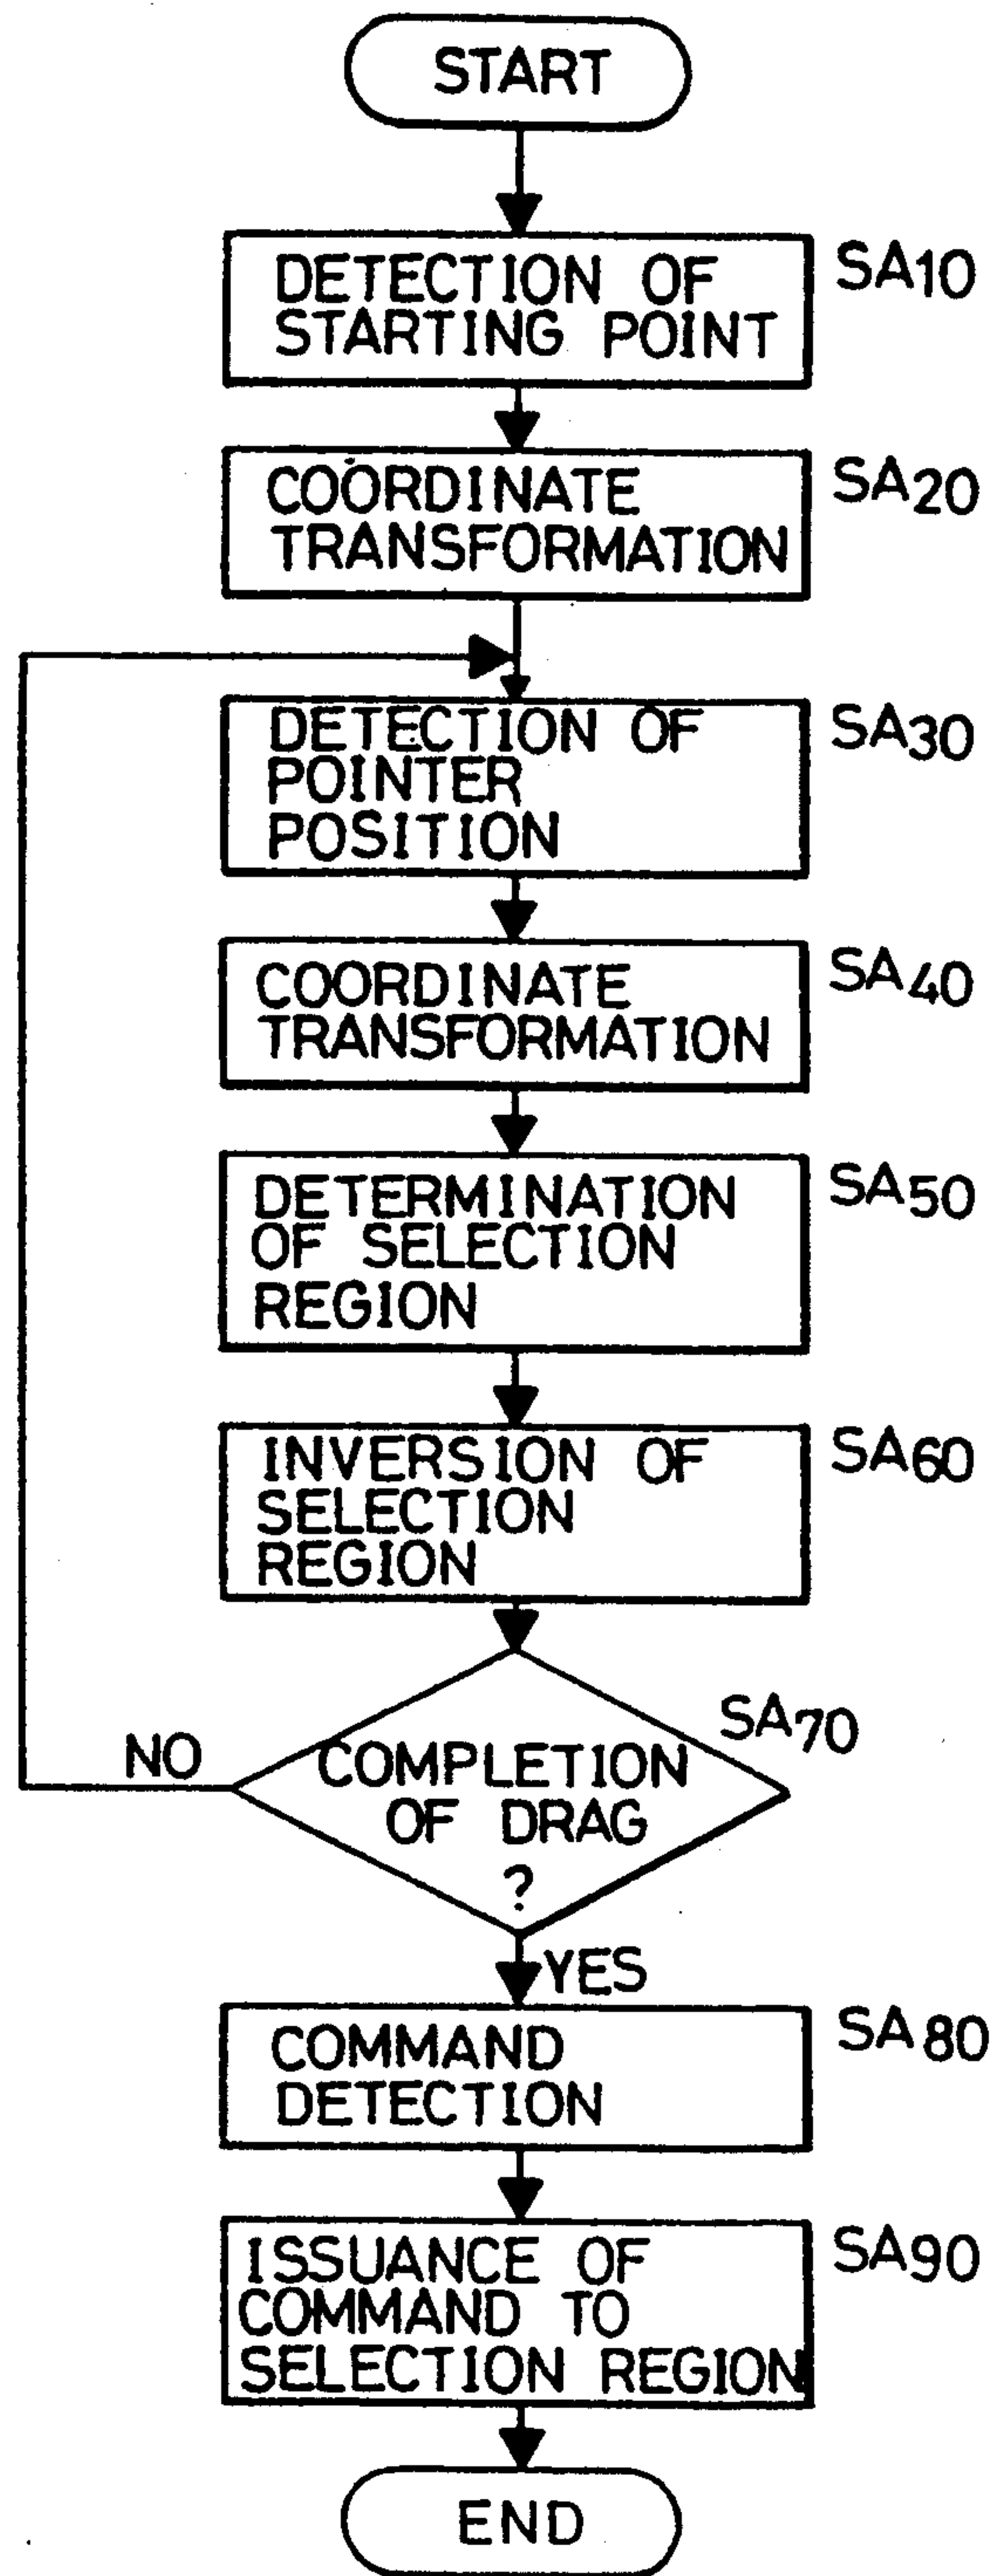 START
DETECTION OF
STARTING POINT
SA10
COORDINATE
TRANSFORMATION
SA20
DETECTION OF
POINTER
POSITION
SA30
COORDINATE
TRANSFORMATION
SA40
DETERMINATION
OF SELECTION
REGION
SA50
INVERSION OF
SELECTION
REGION
SA60
COMPLETION
OF DRAG
?
SA70
NO
YES
COMMAND
DETECTION
SA80
ISSUANCE OF
COMMAND TO
SELECTION REGION
SA90
END